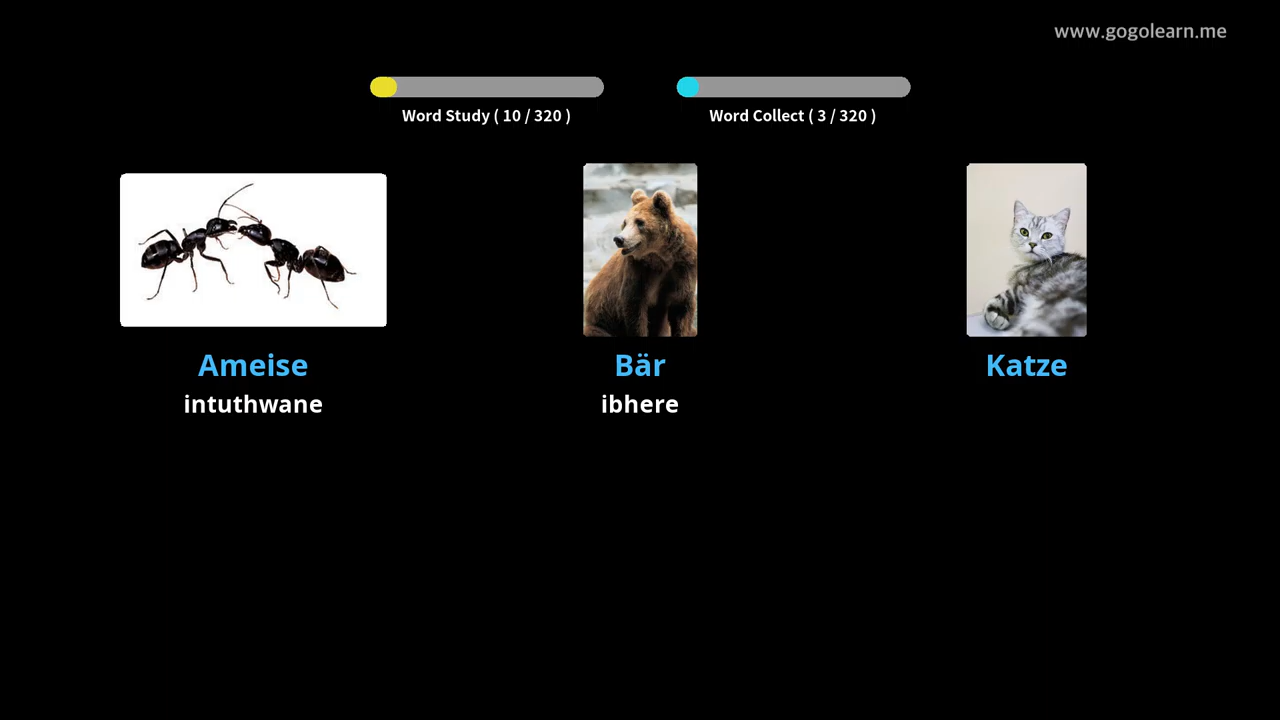 www.gogolearn.me
Word Study ( 10 / 320 )
Word Collect ( 3 / 320 )
Ameise
Bär
Katze
intuthwane
ibhere